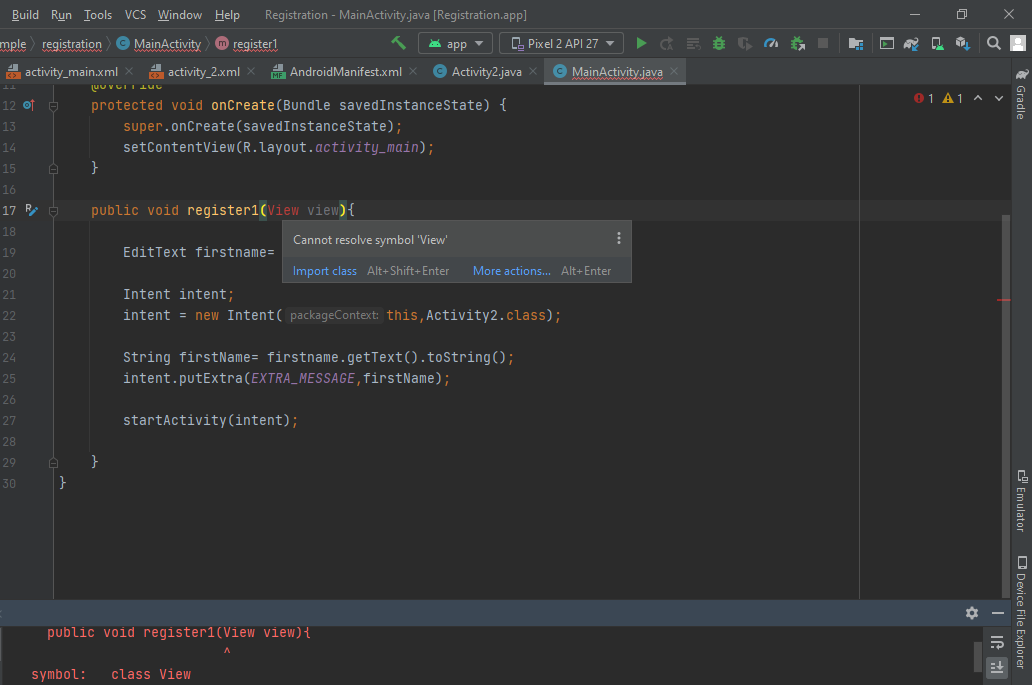 Build Run Tools VCS Window Help Registration - MainActivity.java [Registration.app]
mple registration MainActivity register1 app Pixel 2 API 27
activity_main.xml activity_2.xml AndroidManifest.xml Activity2.java MainActivity.java
11 @Override
12 protected void onCreate(Bundle savedInstanceState) { 1 1
13 super.onCreate(savedInstanceState);
14 setContentView(R.layout.activity_main);
15 }
16
17 public void register1(View view){
18
Cannot resolve symbol 'View'
19 EditText firstname=
20
Import class Alt+Shift+Enter More actions... Alt+Enter
21 Intent intent;
22 intent = new Intent( packageContext: this,Activity2.class);
23
24 String firstName= firstname.getText().toString();
25 intent.putExtra(EXTRA_MESSAGE,firstName);
26
27 startActivity(intent);
28
29 }
30 }
Gradle
Emulator
Device File Explorer
public void register1(View view){
^
symbol: class View